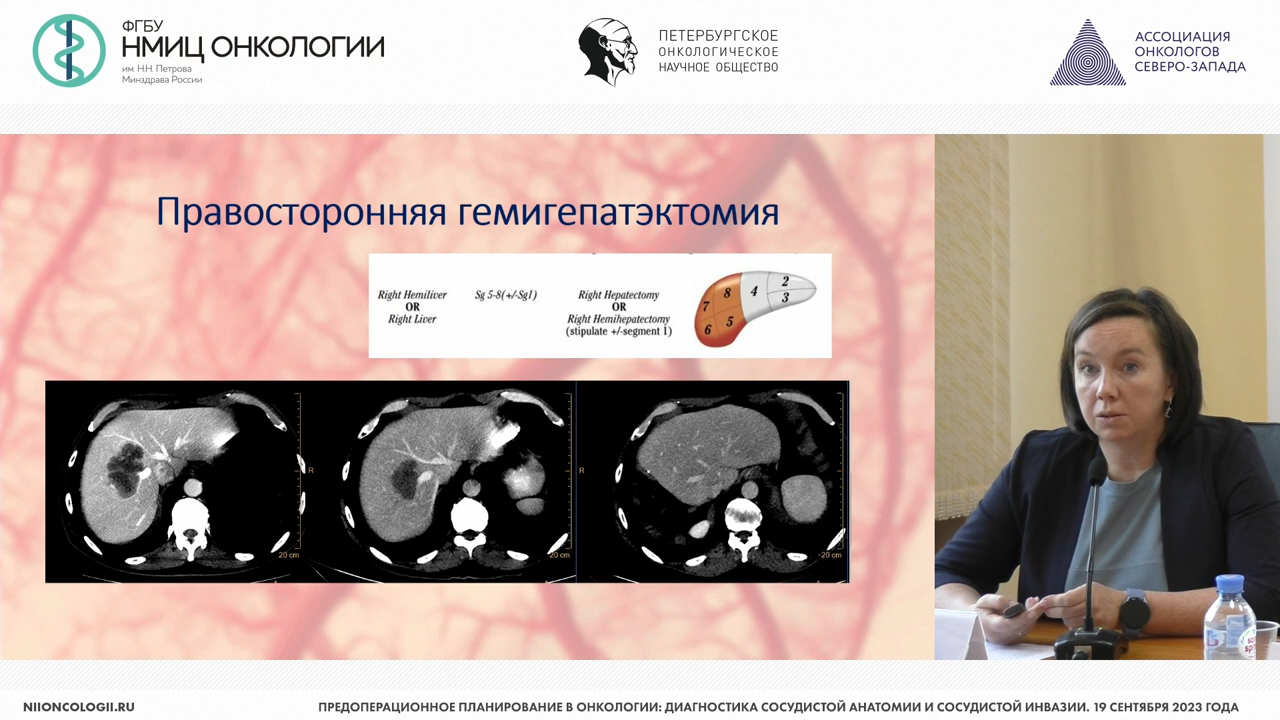 ФГБУ
НМИЦ ОНКОЛОГИИ
им. Н.Н. Петрова
Минздрава России
ПЕТЕРБУРГСКОЕ
ОНКОЛОГИЧЕСКОЕ
НАУЧНОЕ ОБЩЕСТВО
АССОЦИАЦИЯ
ОНКОЛОГОВ
СЕВЕРО-ЗАПАДА
Правосторонняя гемигепатэктомия
Right Hemiliver
OR
Right Liver
Sg 5-8(+/-Sg1)
Right Hepatectomy
OR
Right Hemihepatectomy
(stipulate +/-segment 1)
2
8
4
3
7
5
6
R
R
20 cm
20 cm
20 cm
NIIONCOLOGII.RU
ПРЕДОПЕРАЦИОННОЕ ПЛАНИРОВАНИЕ В ОНКОЛОГИИ: ДИАГНОСТИКА СОСУДИСТОЙ АНАТОМИИ И СОСУДИСТОЙ ИНВАЗИИ. 19 СЕНТЯБРЯ 2023 ГОДА